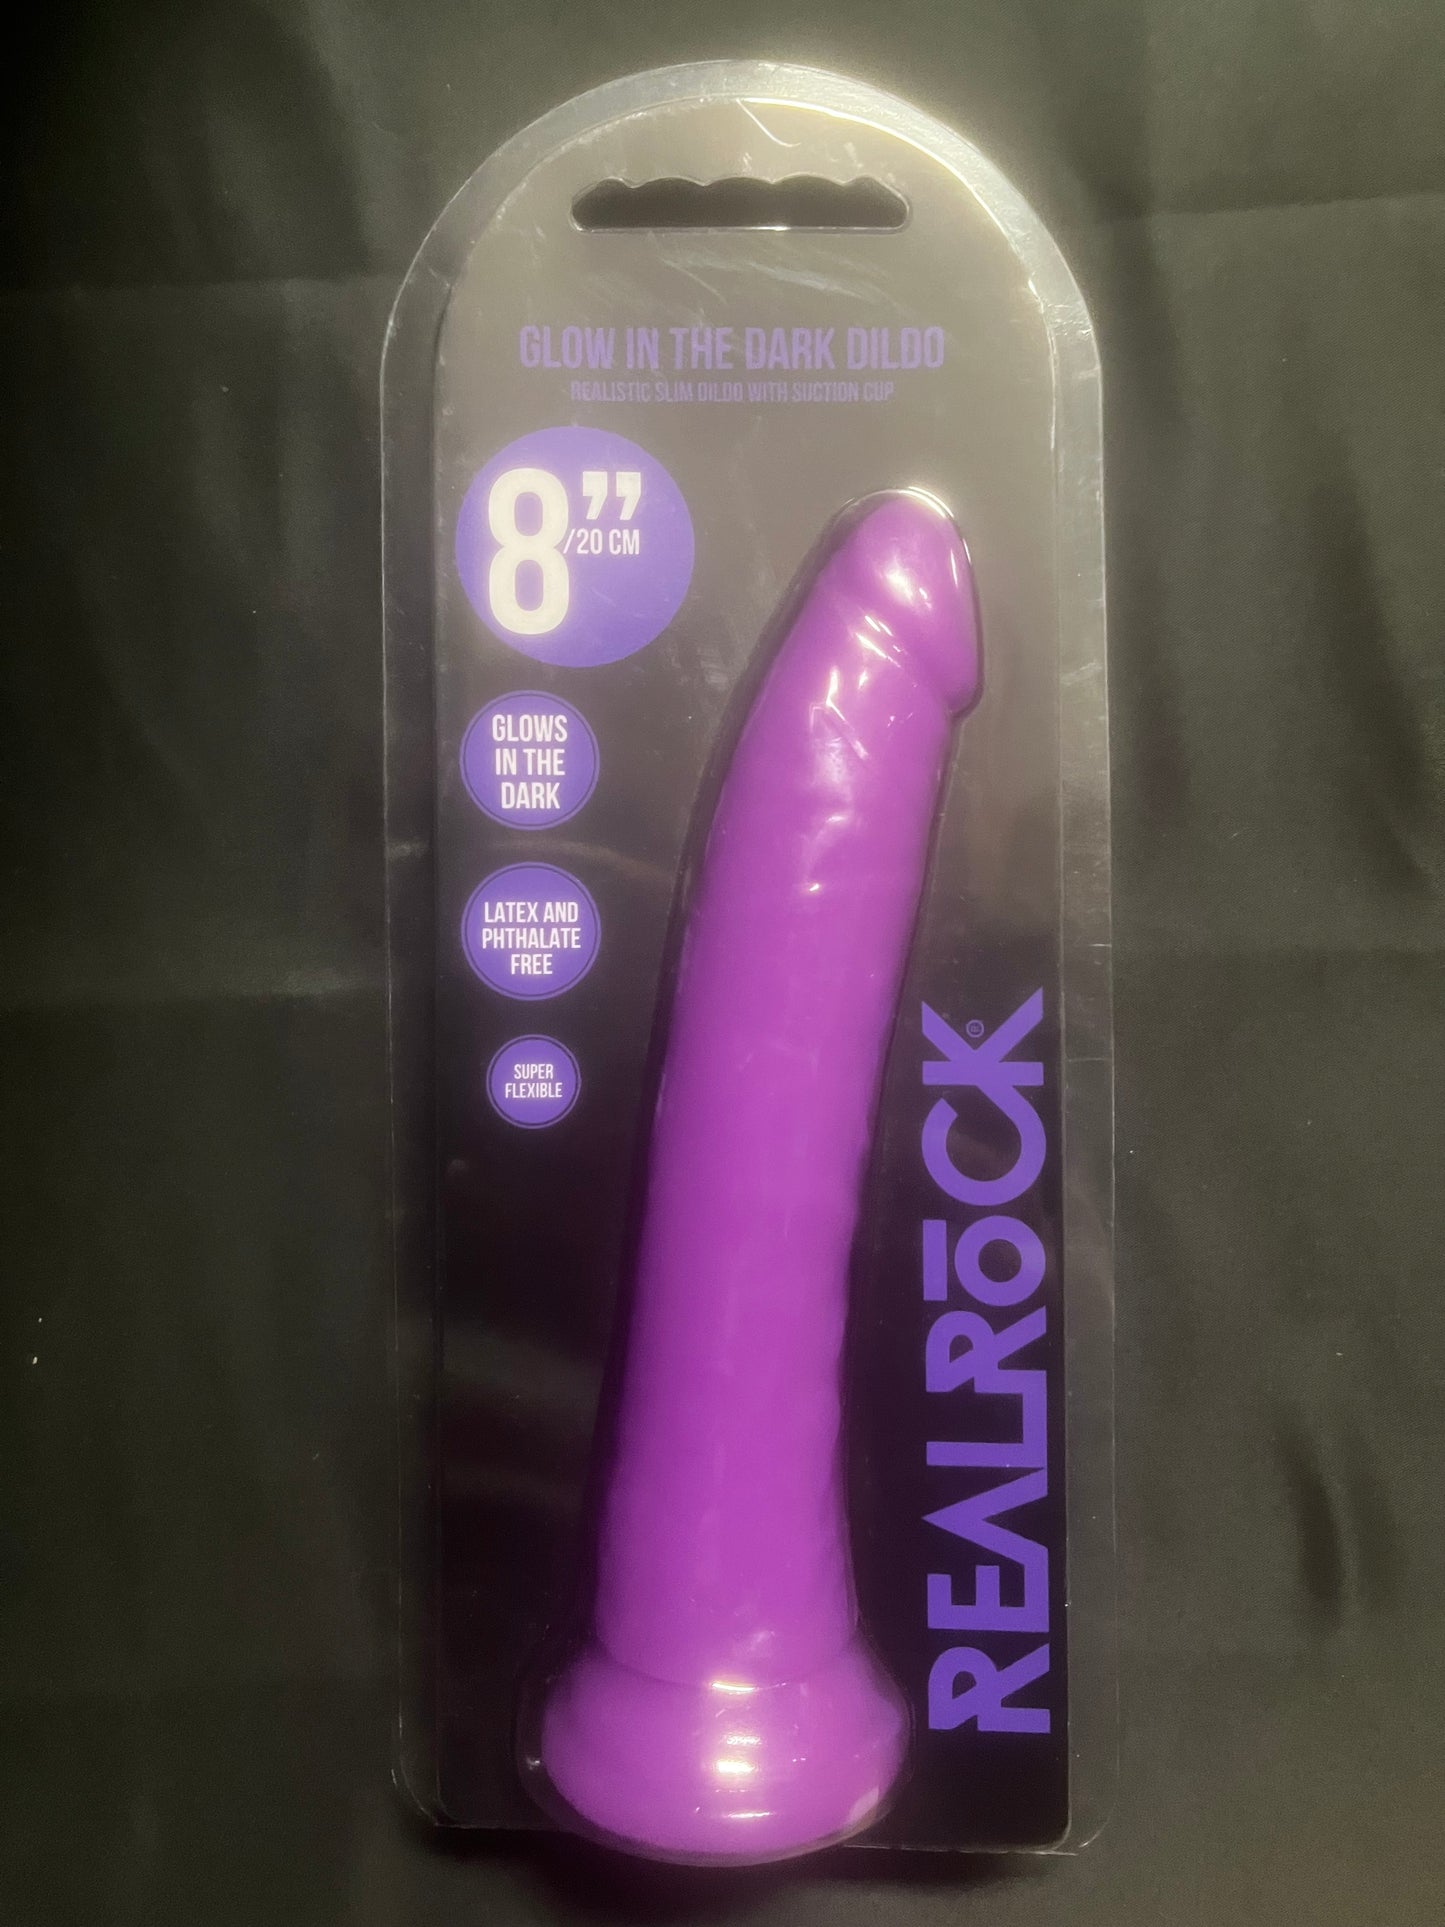 GLOW IN THE DARK DILDO
REALISTIC SLIM DILDO WITH SUCTION CUP
8”
/20 CM
GLOWS
IN THE
DARK
LATEX AND
PHTHALATE
FREE
SUPER
FLEXIBLE
REALRŌCK®